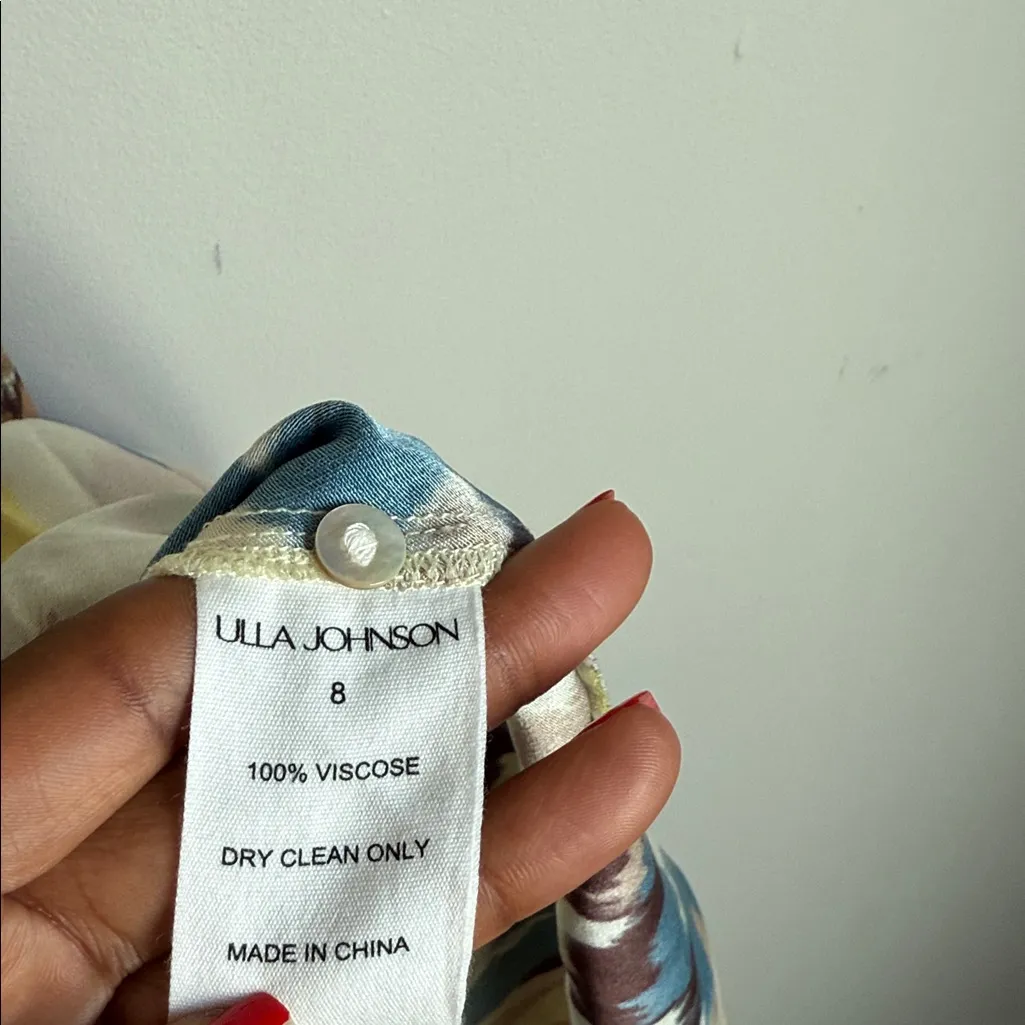 ULLA JOHNSON
8
100% VISCOSE
DRY CLEAN ONLY
MADE IN CHINA